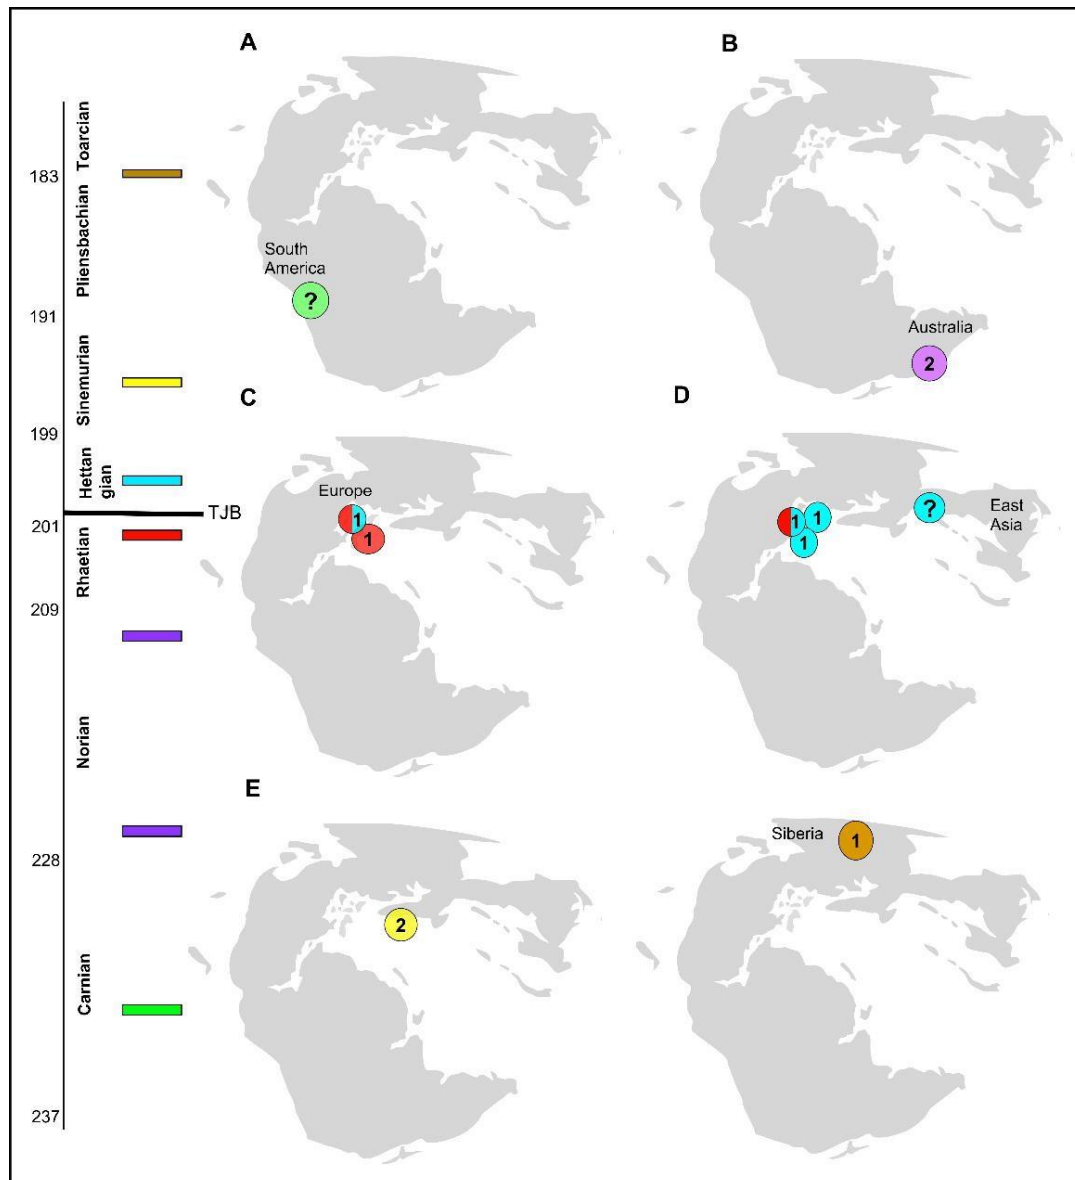 A
B
Toarcian
183
Pliensbachian
South
America
?
191
Australia
2
Sinemurian
C
D
199
Hettan
gian
Europe
1
1
1
1
1
?
East
Asia
TJB
201
Rhaetian
209
Norian
E
Siberia
1
228
2
Carnian
237